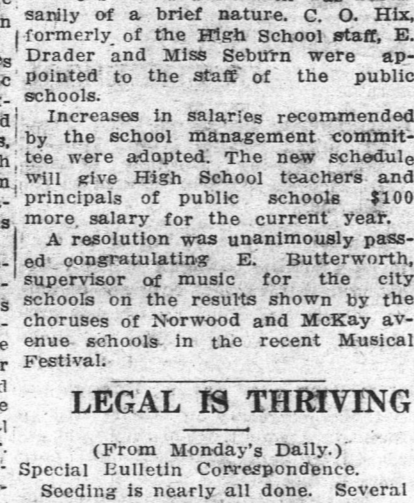 sarily of a brief nature. C. O. Hix
formerly of the High School staff, E.
Drader and Miss Seburn were ap-
pointed to the staff of the public
schools.
Increases in salaries recommended
by the school management commit-
tee were adopted. The new schedule
will give High School teachers and
principals of public schools $100
more salary for the current year.
A resolution was unanimously pass-
ed congratulating E. Butterworth,
supervisor of music for the city
schools on the results shown by the
choruses of Norwood and McKay av-
enue schools in the recent Musical
Festival.
LEGAL IS THRIVING
(From Monday's Daily.)
Special Bulletin Correspondence.
Seeding is nearly all done. Several